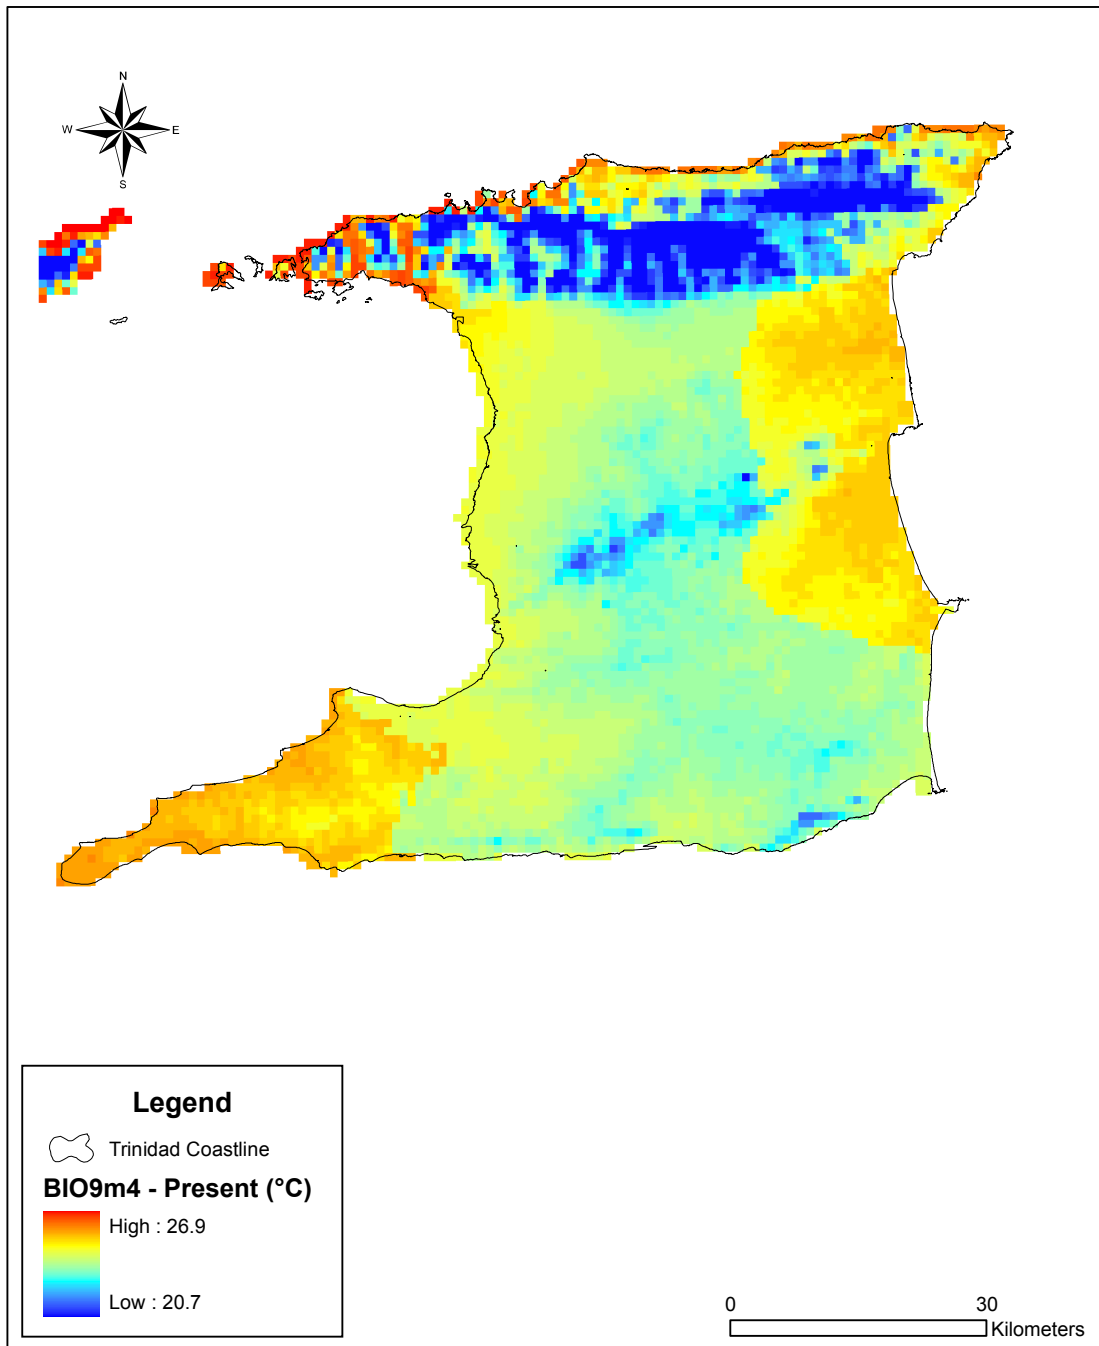 N
W E
S
Legend
Trinidad Coastline
BIO9m4 - Present (°C)
High : 26.9
Low : 20.7
0 30
Kilometers